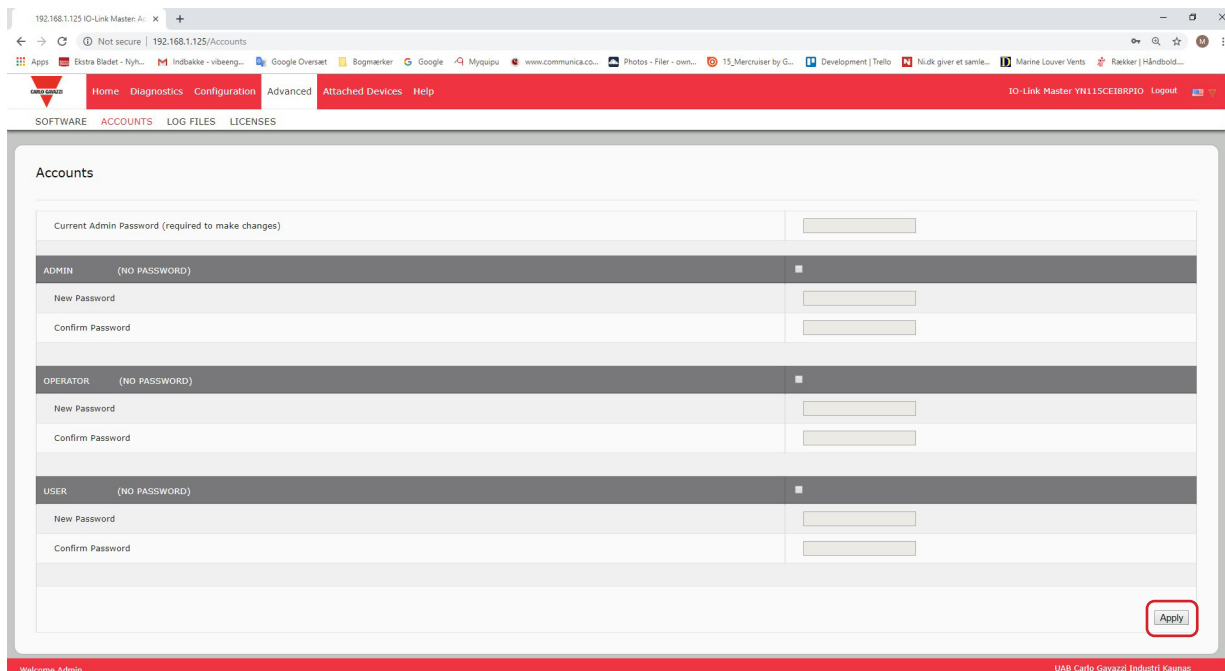 192.168.1.125 IO-Link Master: Ac
Not secure | 192.168.1.125/Accounts
Apps Ekstra Bladet - Nyh... Indbakke - vibeeng... Google Oversæt Bogmærker Google Myquipu www.communica.co... Photos - Filer - own... 15_Mercruiser by G... Development | Trello Ni.dk giver et samle... Marine Louver Vents Rækker | Håndbold....
CARLO GAVAZZI Home Diagnostics Configuration Advanced Attached Devices Help IO-Link Master YN115CEI8RPIO Logout
SOFTWARE ACCOUNTS LOG FILES LICENSES
Accounts
Current Admin Password (required to make changes)
ADMIN (NO PASSWORD)
New Password
Confirm Password
OPERATOR (NO PASSWORD)
New Password
Confirm Password
USER (NO PASSWORD)
New Password
Confirm Password
Apply
Welcome Admin UAB Carlo Gavazzi Industri Kaunas